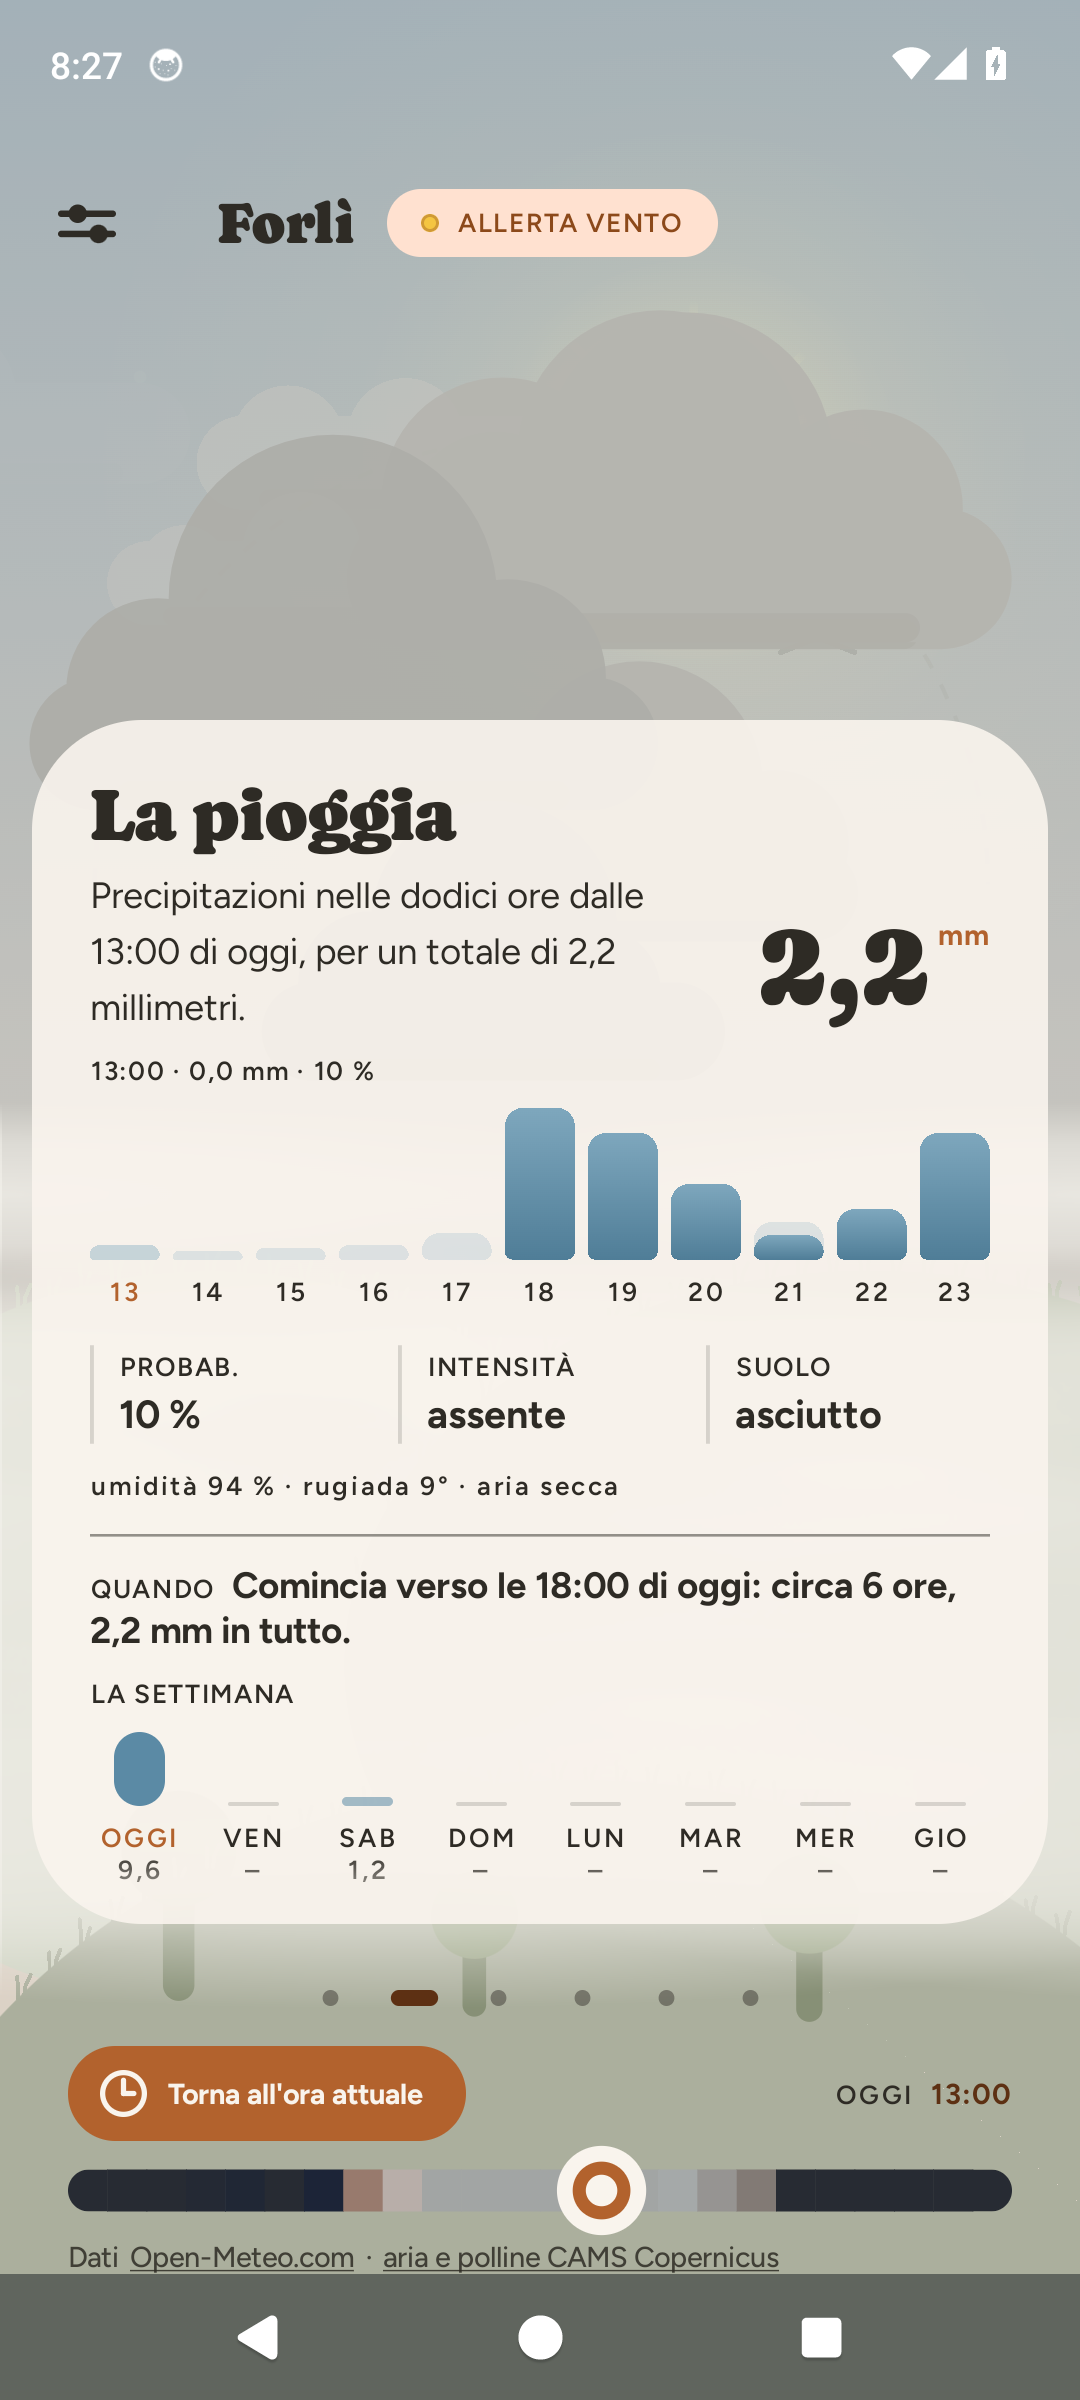 8:27
Forlì
ALLERTA VENTO
La pioggia
Precipitazioni nelle dodici ore dalle
13:00 di oggi, per un totale di 2,2
millimetri.
2,2 mm
13:00 · 0,0 mm · 10 %
13 14 15 16 17 18 19 20 21 22 23
PROBAB. INTENSITÀ SUOLO
10 % assente asciutto
umidità 94 % · rugiada 9° · aria secca
QUANDO Comincia verso le 18:00 di oggi: circa 6 ore,
2,2 mm in tutto.
LA SETTIMANA
OGGI VEN SAB DOM LUN MAR MER GIO
9,6 – 1,2 – – – – –
Torna all'ora attuale
OGGI 13:00
Dati Open-Meteo.com · aria e polline CAMS Copernicus